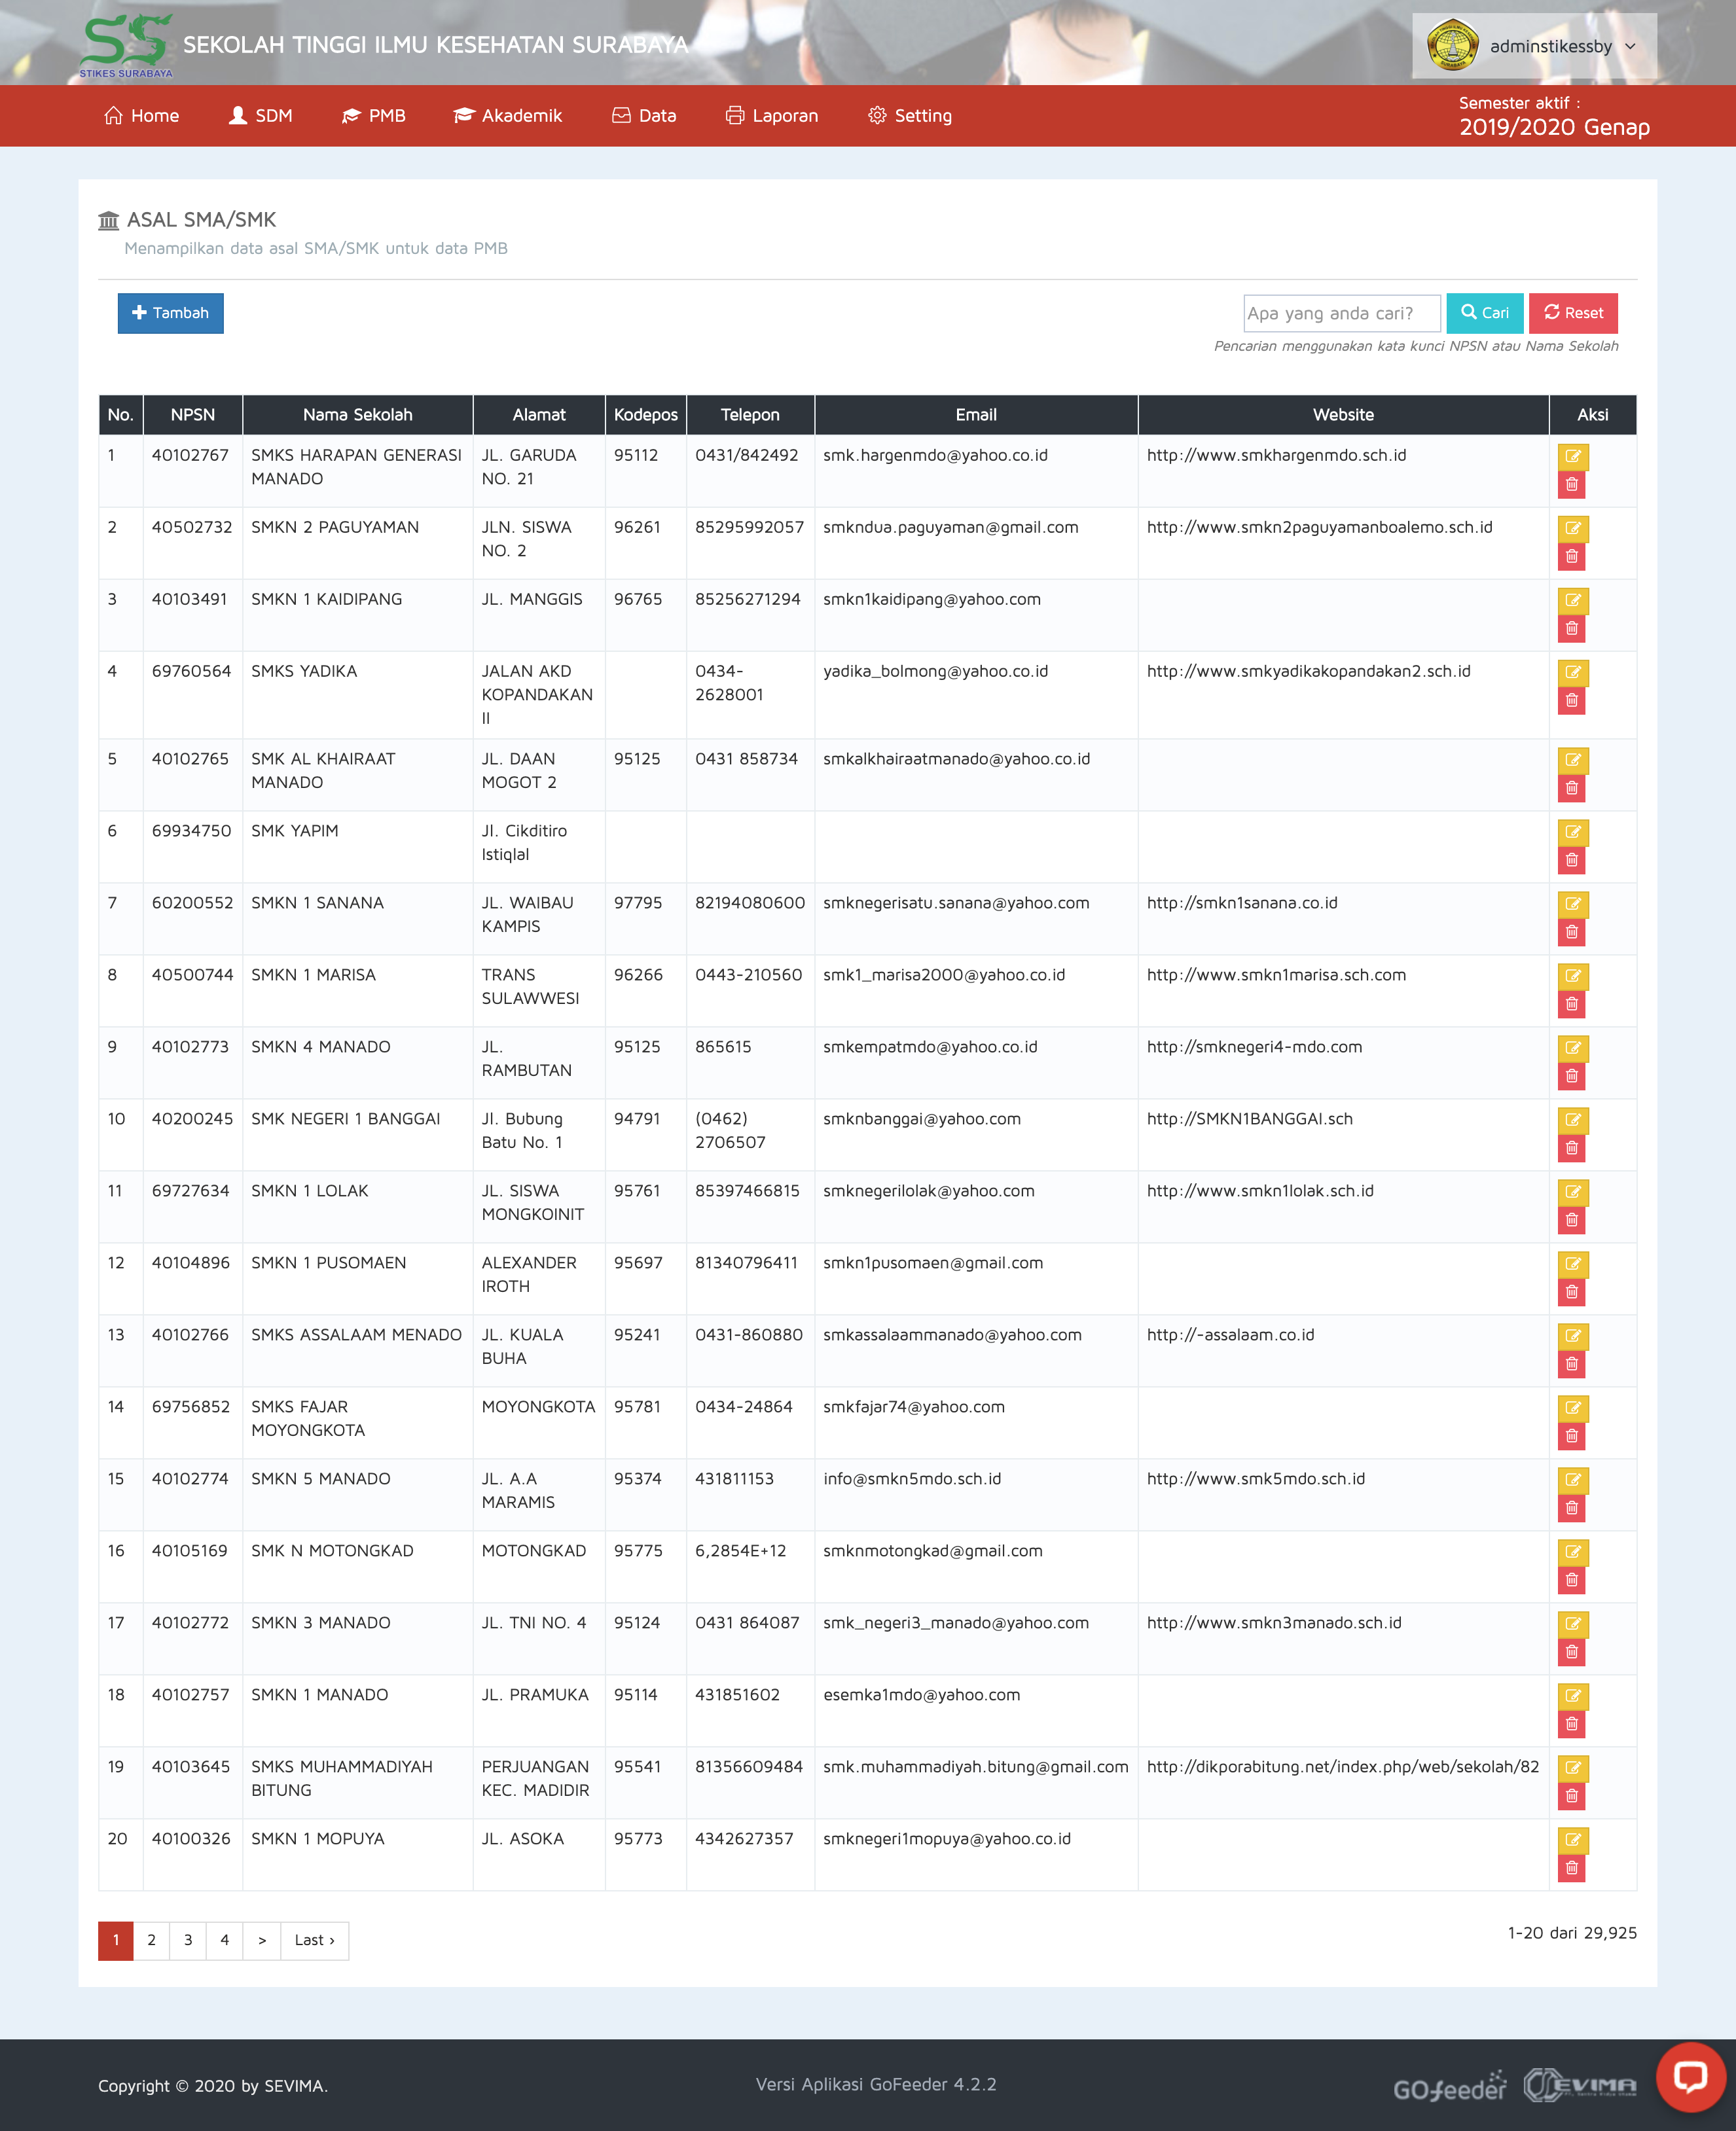 SS
STIKES SURABAYA
SEKOLAH TINGGI ILMU KESEHATAN SURABAYA
SURABAYA
adminstikessby
Home SDM PMB Akademik Data Laporan Setting
Semester aktif :
2019/2020 Genap
ASAL SMA/SMK
Menampilkan data asal SMA/SMK untuk data PMB
Tambah
Apa yang anda cari? Cari Reset
Pencarian menggunakan kata kunci NPSN atau Nama Sekolah
No. NPSN Nama Sekolah Alamat Kodepos Telepon Email Website Aksi
1 40102767 SMKS HARAPAN GENERASI JL. GARUDA 95112 0431/842492 smk.hargenmdo@yahoo.co.id http://www.smkhargenmdo.sch.id
MANADO NO. 21
2 40502732 SMKN 2 PAGUYAMAN JLN. SISWA 96261 85295992057 smkndua.paguyaman@gmail.com http://www.smkn2paguyamanboalemo.sch.id
NO. 2
3 40103491 SMKN 1 KAIDIPANG JL. MANGGIS 96765 85256271294 smkn1kaidipang@yahoo.com
4 69760564 SMKS YADIKA JALAN AKD 0434- yadika_bolmong@yahoo.co.id http://www.smkyadikakopandakan2.sch.id
KOPANDAKAN 2628001
II
5 40102765 SMK AL KHAIRAAT JL. DAAN 95125 0431 858734 smkalkhairaatmanado@yahoo.co.id
MANADO MOGOT 2
6 69934750 SMK YAPIM Jl. Cikditiro
Istiqlal
7 60200552 SMKN 1 SANANA JL. WAIBAU 97795 82194080600 smknegerisatu.sanana@yahoo.com http://smkn1sanana.co.id
KAMPIS
8 40500744 SMKN 1 MARISA TRANS 96266 0443-210560 smk1_marisa2000@yahoo.co.id http://www.smkn1marisa.sch.com
SULAWWESI
9 40102773 SMKN 4 MANADO JL. 95125 865615 smkempatmdo@yahoo.co.id http://smknegeri4-mdo.com
RAMBUTAN
10 40200245 SMK NEGERI 1 BANGGAI Jl. Bubung 94791 (0462) smknbanggai@yahoo.com http://SMKN1BANGGAI.sch
Batu No. 1 2706507
11 69727634 SMKN 1 LOLAK JL. SISWA 95761 85397466815 smknegerilolak@yahoo.com http://www.smkn1lolak.sch.id
MONGKOINIT
12 40104896 SMKN 1 PUSOMAEN ALEXANDER 95697 81340796411 smkn1pusomaen@gmail.com
IROTH
13 40102766 SMKS ASSALAAM MENADO JL. KUALA 95241 0431-860880 smkassalaammanado@yahoo.com http://-assalaam.co.id
BUHA
14 69756852 SMKS FAJAR MOYONGKOTA 95781 0434-24864 smkfajar74@yahoo.com
MOYONGKOTA
15 40102774 SMKN 5 MANADO JL. A.A 95374 431811153 info@smkn5mdo.sch.id http://www.smk5mdo.sch.id
MARAMIS
16 40105169 SMK N MOTONGKAD MOTONGKAD 95775 6,2854E+12 smknmotongkad@gmail.com
17 40102772 SMKN 3 MANADO JL. TNI NO. 4 95124 0431 864087 smk_negeri3_manado@yahoo.com http://www.smkn3manado.sch.id
18 40102757 SMKN 1 MANADO JL. PRAMUKA 95114 431851602 esemka1mdo@yahoo.com
19 40103645 SMKS MUHAMMADIYAH PERJUANGAN 95541 81356609484 smk.muhammadiyah.bitung@gmail.com http://dikporabitung.net/index.php/web/sekolah/82
BITUNG KEC. MADIDIR
20 40100326 SMKN 1 MOPUYA JL. ASOKA 95773 4342627357 smknegeri1mopuya@yahoo.co.id
1 2 3 4 > Last ›
1-20 dari 29,925
Copyright © 2020 by SEVIMA.
Versi Aplikasi GoFeeder 4.2.2
GOfeeder SEVIMA